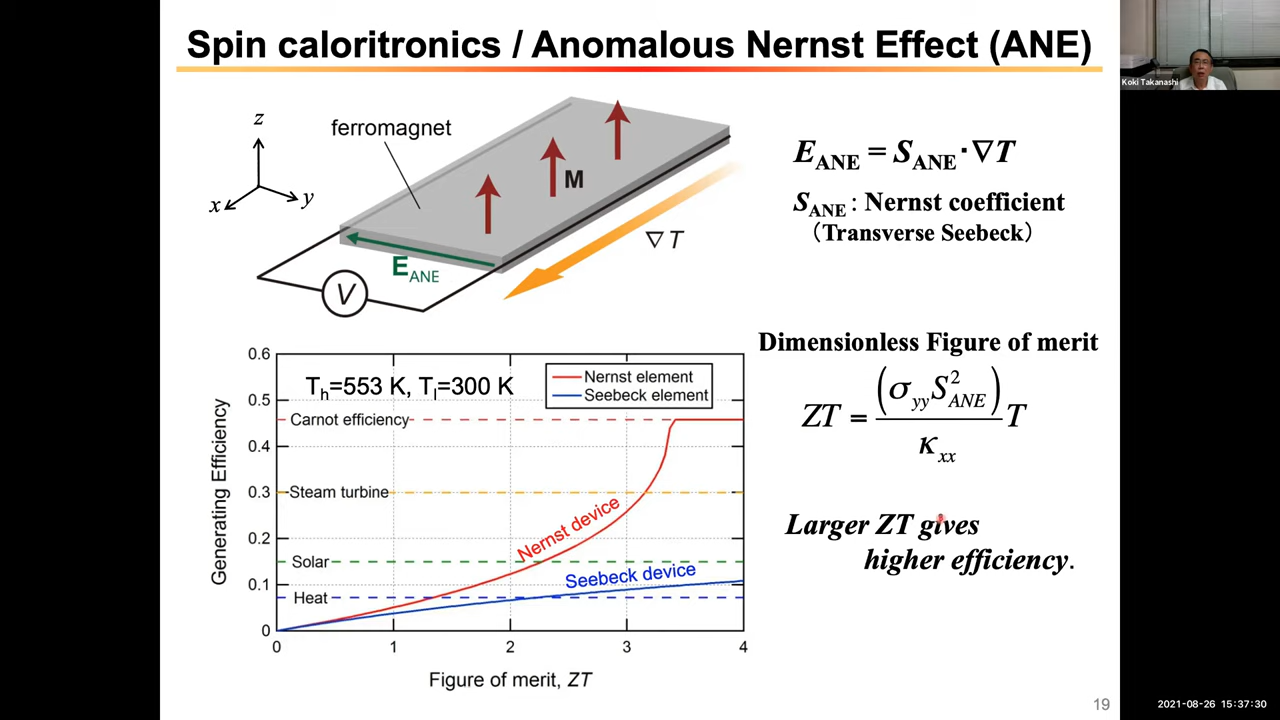 Spin caloritronics / Anomalous Nernst Effect (ANE)
Koki Takanashi
z
x
y
ferromagnet
M
∇T
E_ANE
V
E_ANE = S_ANE · ∇T
S_ANE : Nernst coefficient
(Transverse Seebeck)
Dimensionless Figure of merit
ZT = (σ_yy S²_ANE) / κ_xx T
Larger ZT gives
higher efficiency.
T_h=553 K, T_l=300 K
Nernst element
Seebeck element
Carnot efficiency
Steam turbine
Solar
Heat
Nernst device
Seebeck device
Generating Efficiency
0.6
0.5
0.4
0.3
0.2
0.1
0
0 1 2 3 4
Figure of merit, ZT
19
2021-08-26 15:37:30